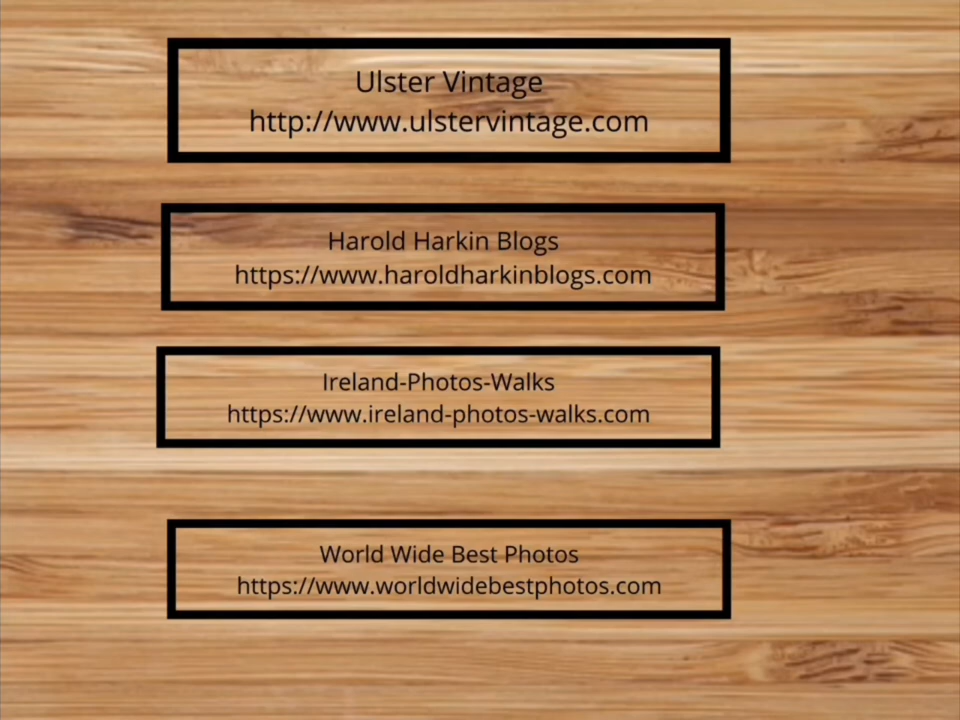 Ulster Vintage
http://www.ulstervintage.com
Harold Harkin Blogs
https://www.haroldharkinblogs.com
Ireland-Photos-Walks
https://www.ireland-photos-walks.com
World Wide Best Photos
https://www.worldwidebestphotos.com